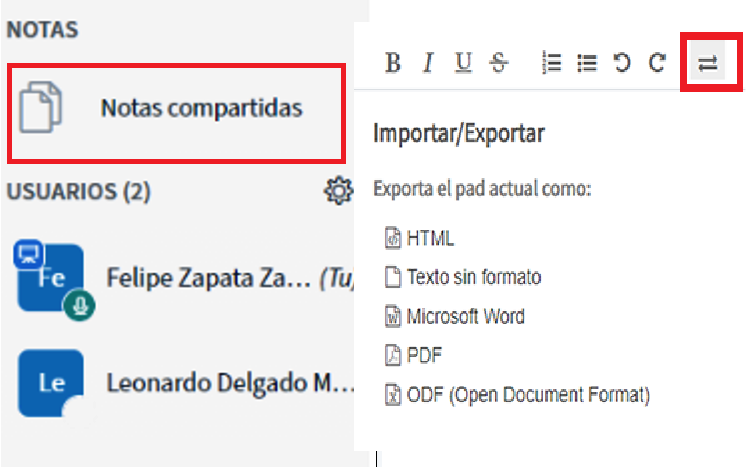 NOTAS
Notas compartidas
USUARIOS (2)
Fe
Felipe Zapata Za... (Tu)
Le
Leonardo Delgado M...
B I U S
Importar/Exportar
Exporta el pad actual como:
HTML
Texto sin formato
Microsoft Word
PDF
ODF (Open Document Format)